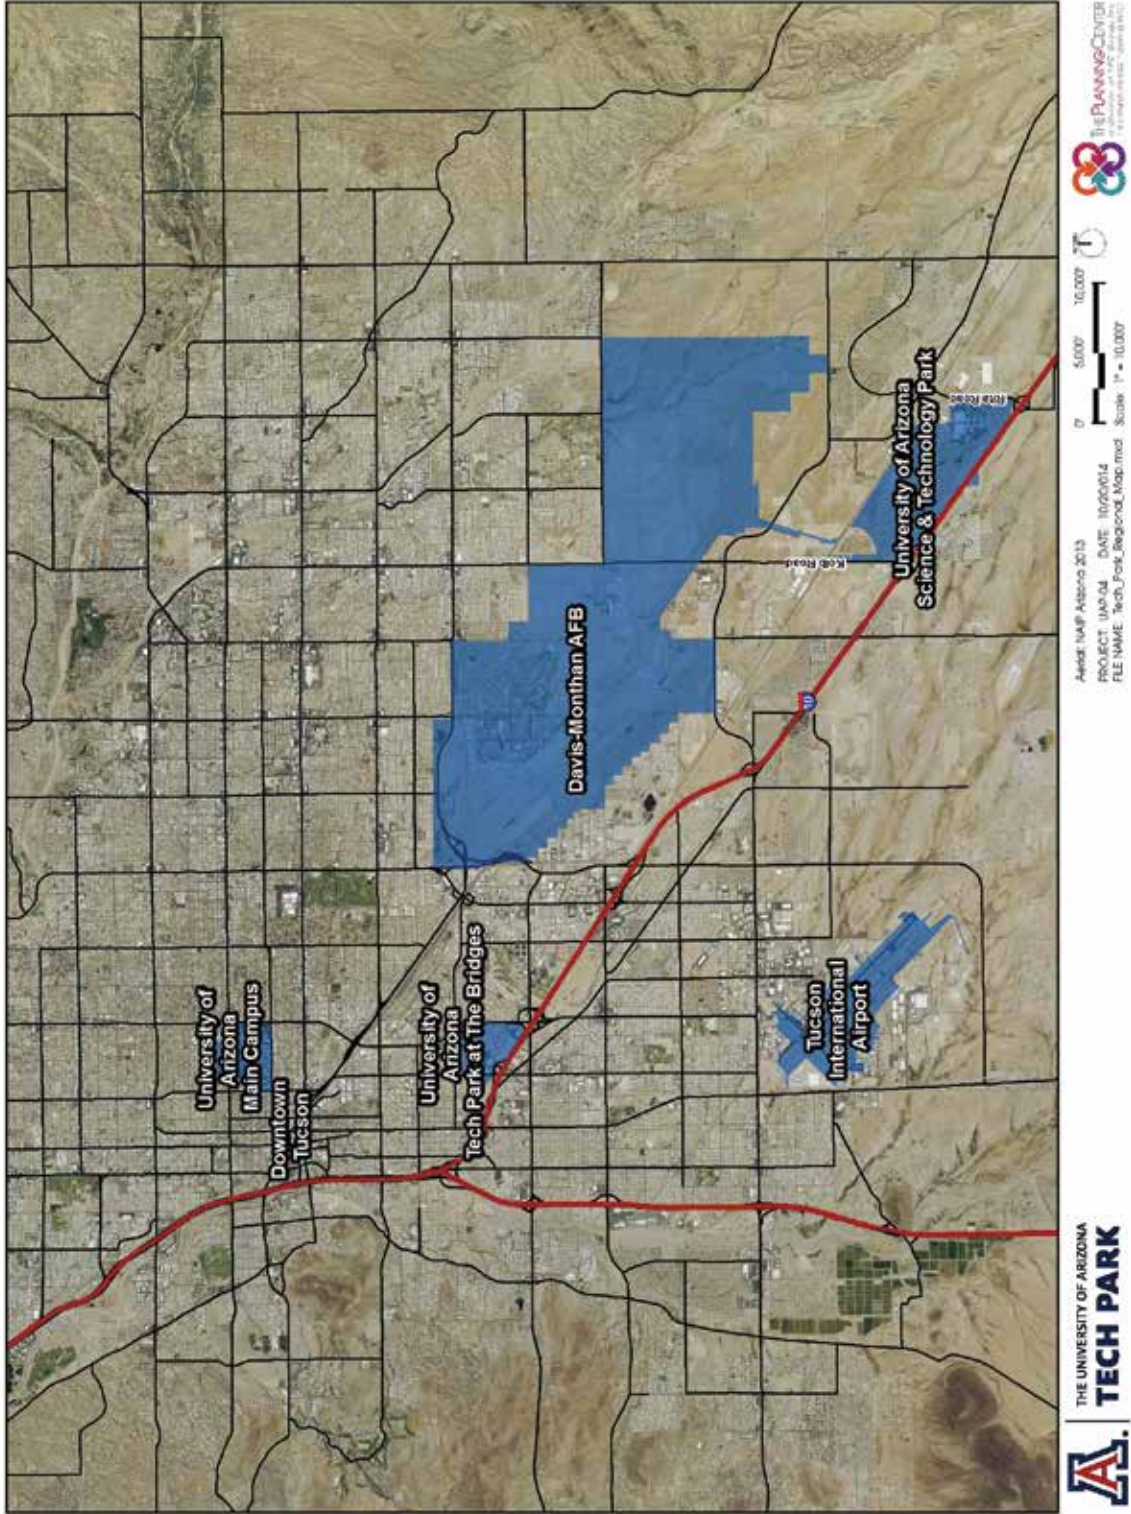 University of
Arizona
Main Campus
Downtown
Tucson
University of
Arizona
Tech Park at The Bridges
Davis-Monthan AFB
Tucson
International
Airport
Kolb Road
University of Arizona
Science & Technology Park
Rita Road
10
A
THE UNIVERSITY OF ARIZONA
TECH PARK
Aerial: NAIP Arizona 2013
PROJECT: UAP-04 DATE: 10/20/014
FILE NAME: Tech_Park_Regional_Map.mxd
0' 5,000' 10,000'
Scale: 1" = 10,000'
THE PLANNING CENTER